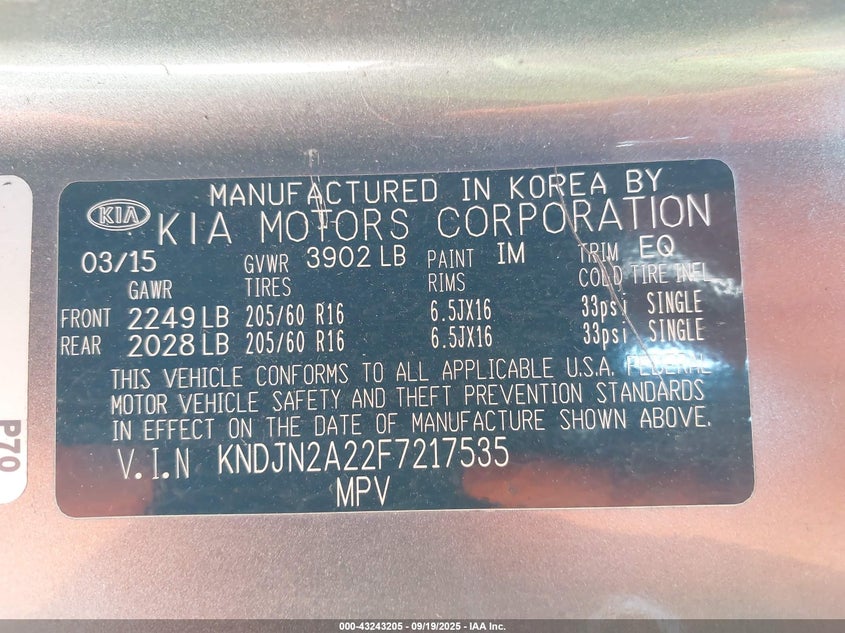 MANUFACTURED IN KOREA BY
KIA KIA MOTORS CORPORATION
03/15 GVWR 3902 LB PAINT IM TRIM EQ
GAWR TIRES RIMS COLD TIRE INFL
FRONT 2249 LB 205/60 R16 6.5JX16 33psi SINGLE
REAR 2028 LB 205/60 R16 6.5JX16 33psi SINGLE
THIS VEHICLE CONFORMS TO ALL APPLICABLE U.S.A. FEDERAL
MOTOR VEHICLE SAFETY AND THEFT PREVENTION STANDARDS
IN EFFECT ON THE DATE OF MANUFACTURE SHOWN ABOVE.
V.I.N KNDJN2A22F7217535
MPV
P70
000-43243205 - 09/19/2025 - IAA Inc.